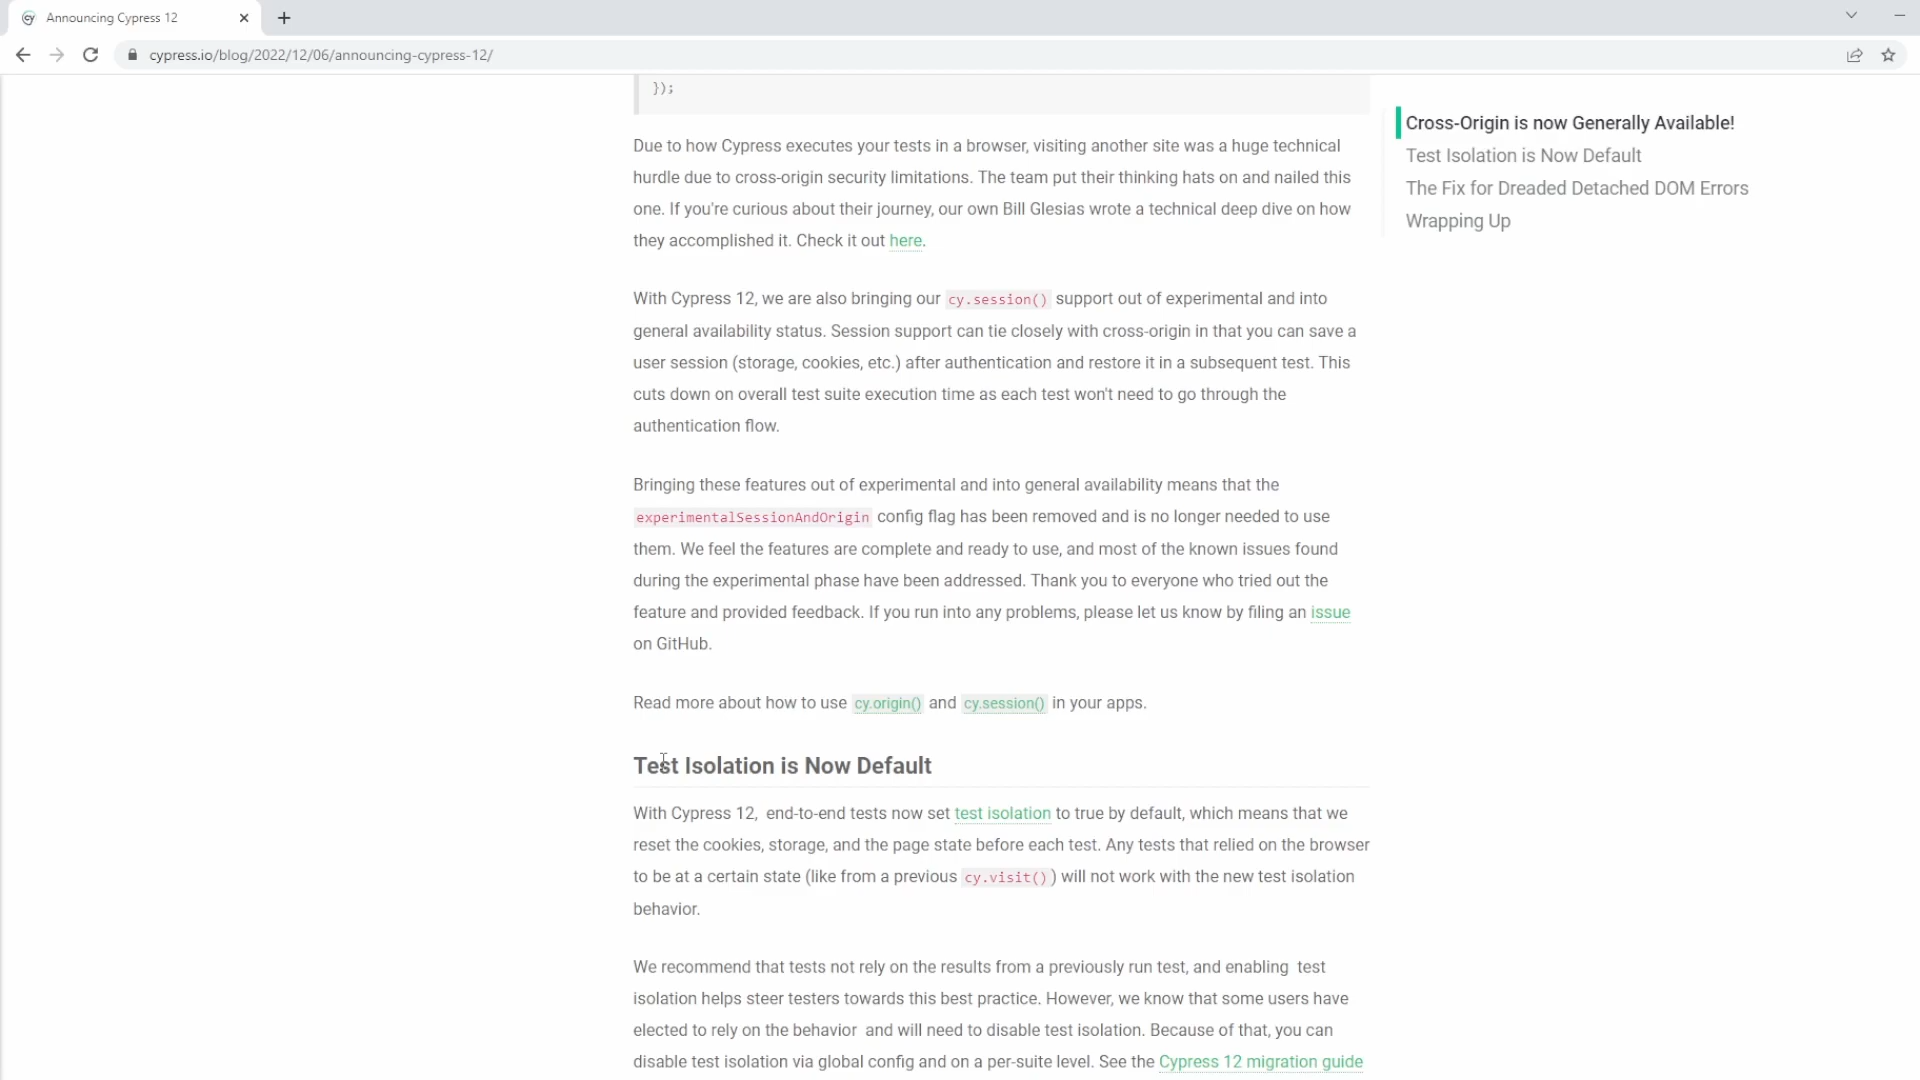 Announcing Cypress 12
cypress.io/blog/2022/12/06/announcing-cypress-12/
});
Due to how Cypress executes your tests in a browser, visiting another site was a huge technical
hurdle due to cross-origin security limitations. The team put their thinking hats on and nailed this
one. If you're curious about their journey, our own Bill Glesias wrote a technical deep dive on how
they accomplished it. Check it out here.
With Cypress 12, we are also bringing our cy.session() support out of experimental and into
general availability status. Session support can tie closely with cross-origin in that you can save a
user session (storage, cookies, etc.) after authentication and restore it in a subsequent test. This
cuts down on overall test suite execution time as each test won't need to go through the
authentication flow.
Bringing these features out of experimental and into general availability means that the
experimentalSessionAndOrigin config flag has been removed and is no longer needed to use
them. We feel the features are complete and ready to use, and most of the known issues found
during the experimental phase have been addressed. Thank you to everyone who tried out the
feature and provided feedback. If you run into any problems, please let us know by filing an issue
on GitHub.
Read more about how to use cy.origin() and cy.session() in your apps.
Test Isolation is Now Default
With Cypress 12, end-to-end tests now set test isolation to true by default, which means that we
reset the cookies, storage, and the page state before each test. Any tests that relied on the browser
to be at a certain state (like from a previous cy.visit()) will not work with the new test isolation
behavior.
We recommend that tests not rely on the results from a previously run test, and enabling test
isolation helps steer testers towards this best practice. However, we know that some users have
elected to rely on the behavior and will need to disable test isolation. Because of that, you can
disable test isolation via global config and on a per-suite level. See the Cypress 12 migration guide
Cross-Origin is now Generally Available!
Test Isolation is Now Default
The Fix for Dreaded Detached DOM Errors
Wrapping Up